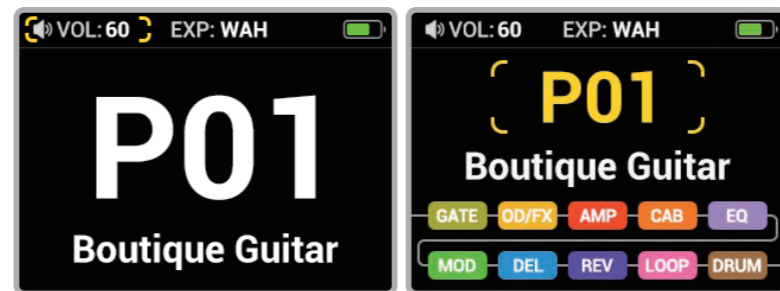 VOL: 60 EXP: WAH
P01
Boutique Guitar
VOL: 60 EXP: WAH
P01
Boutique Guitar
GATE OD/FX AMP CAB EQ
MOD DEL REV LOOP DRUM